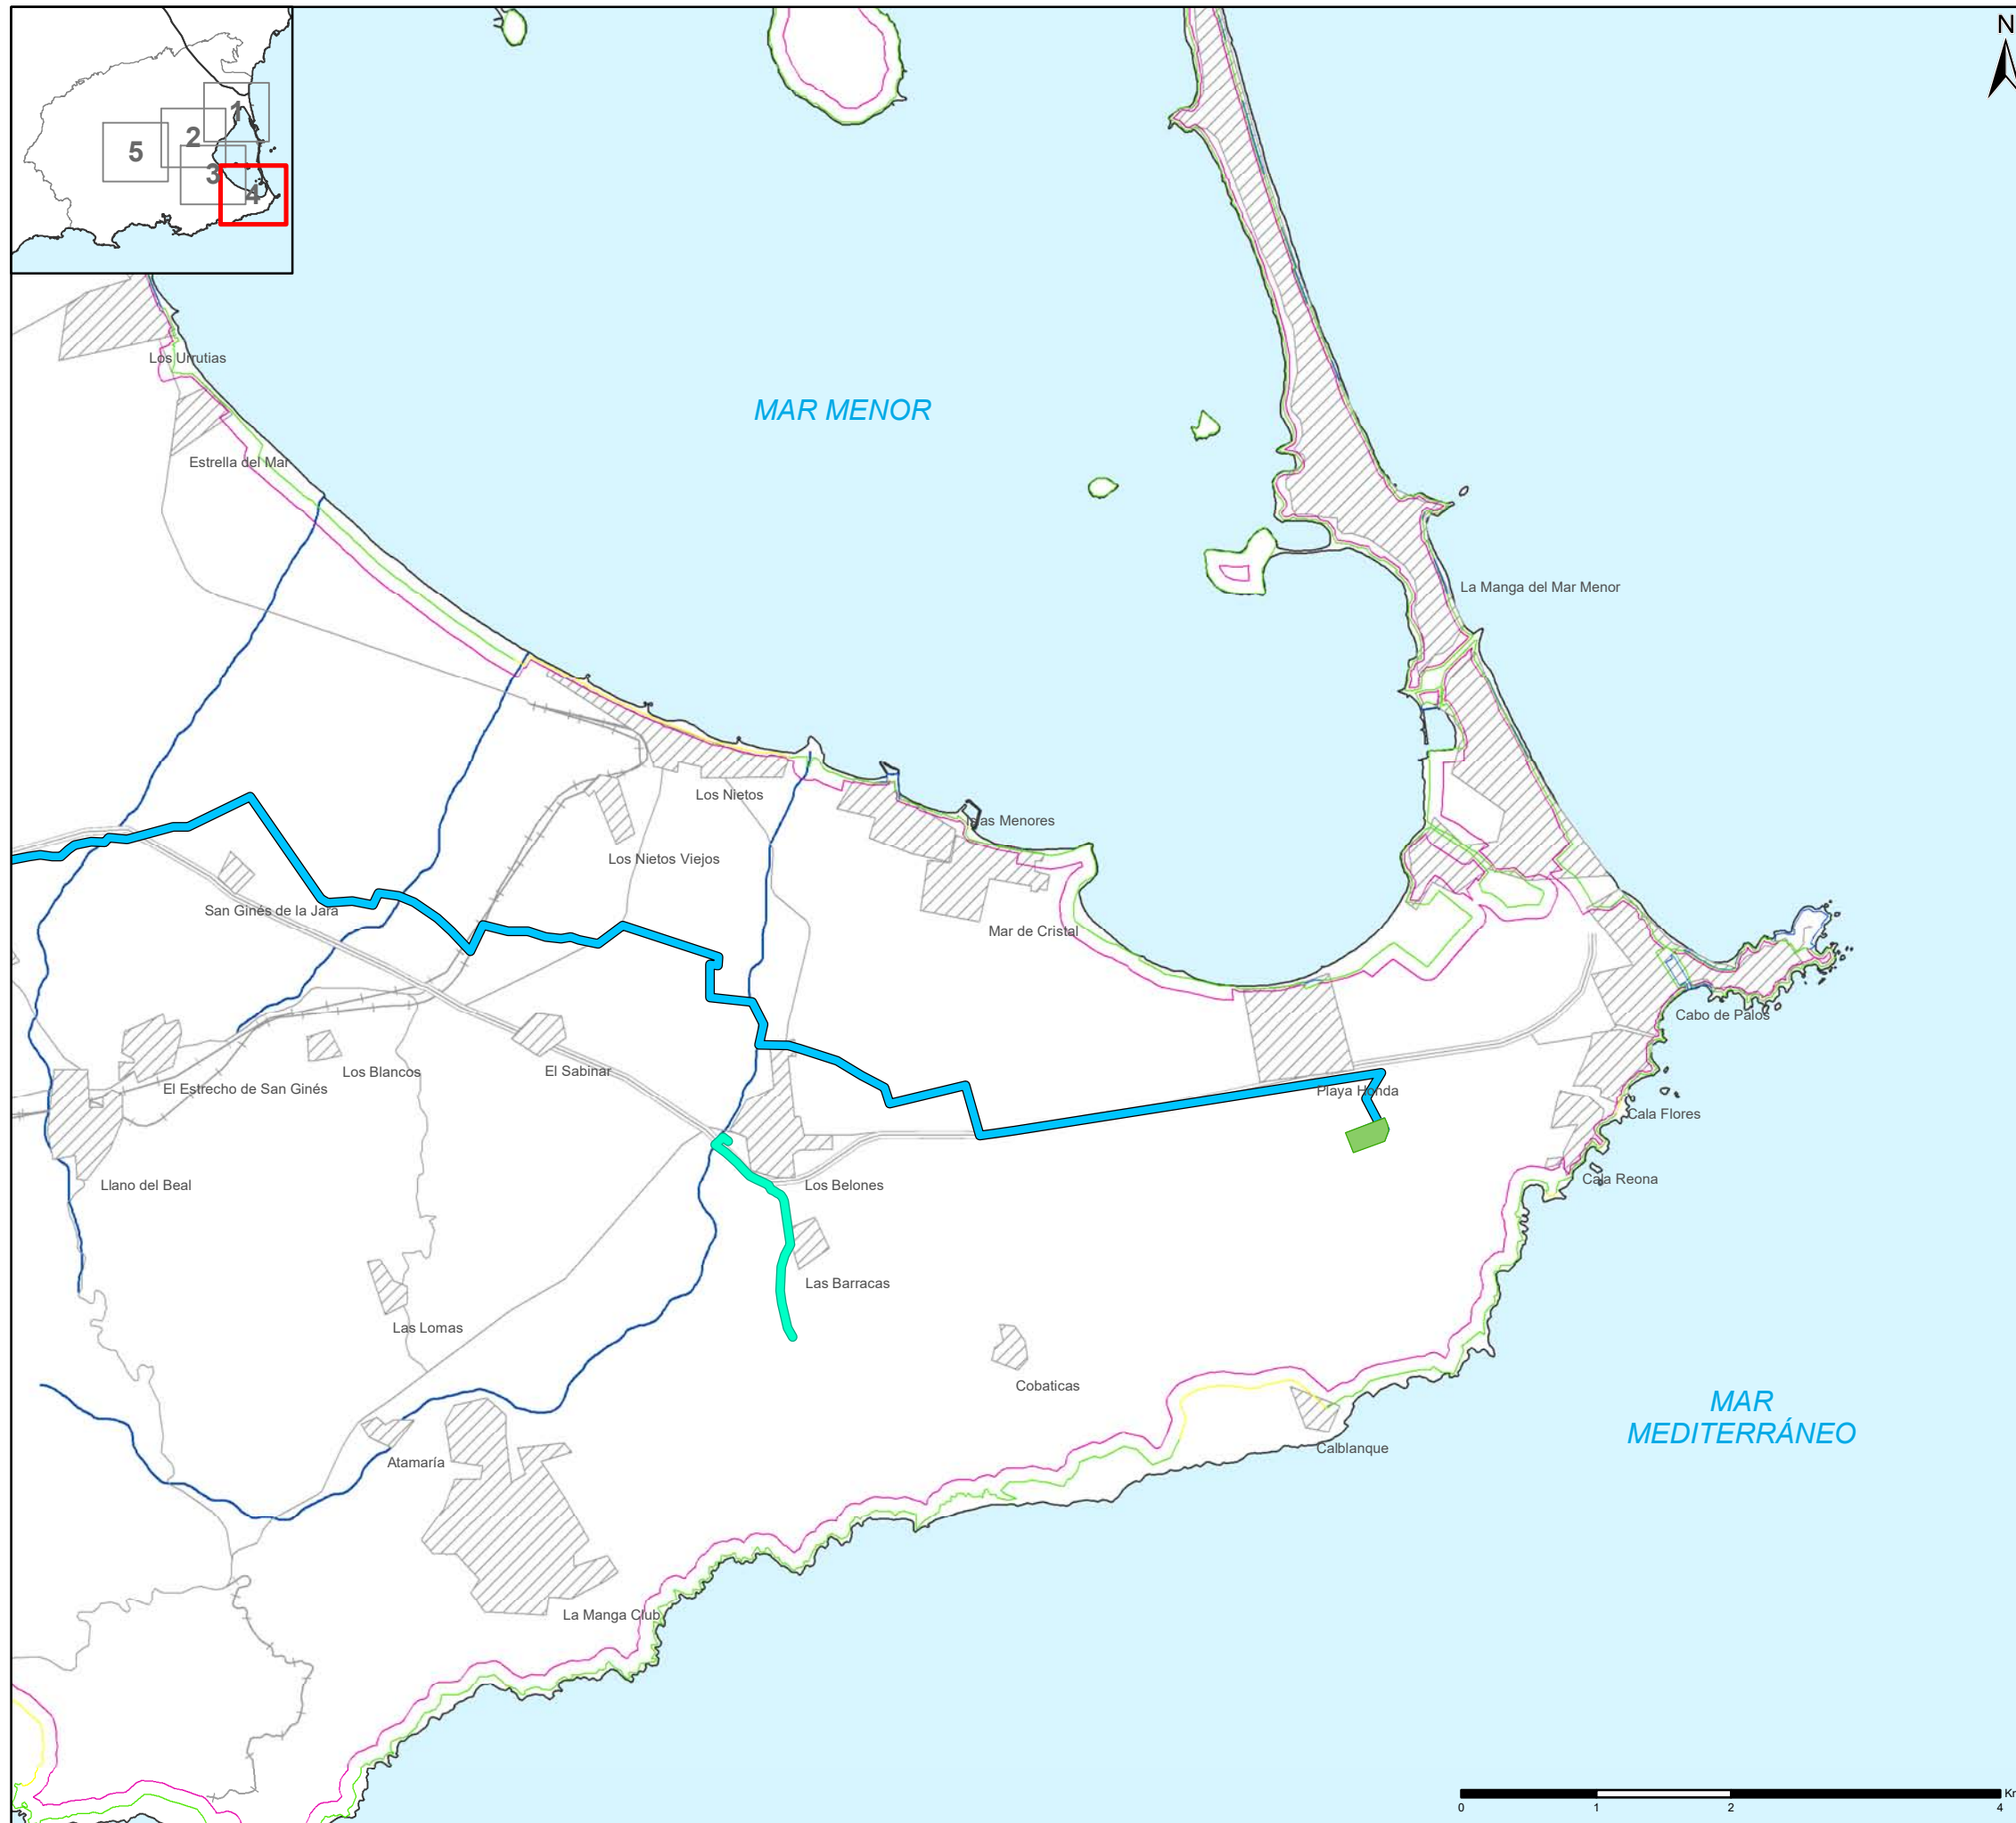 N
1
2
5
3
4
Los Urrutias
MAR MENOR
Estrella del Mar
La Manga del Mar Menor
Los Nietos
Islas Menores
Los Nietos Viejos
San Ginés de la Jara
Mar de Cristal
Cabo de Palos
El Sabinar
Los Blancos
El Estrecho de San Ginés
Playa Honda
Cala Flores
Cala Reona
Llano del Beal
Los Belones
Las Barracas
Las Lomas
Cobaticas
MAR
MEDITERRÁNEO
Calblanque
Atamaría
La Manga Club
0
1
2
4